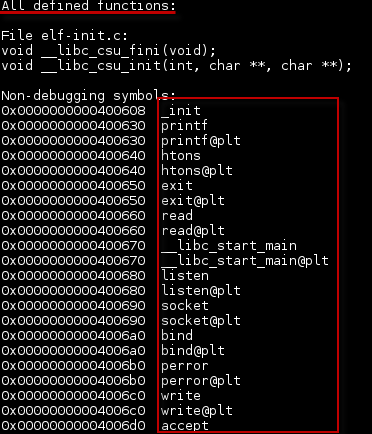 All defined functions:
File elf-init.c:
void __libc_csu_fini(void);
void __libc_csu_init(int, char **, char **);
Non-debugging symbols:
0x0000000000400608 _init
0x0000000000400630 printf
0x0000000000400630 printf@plt
0x0000000000400640 htons
0x0000000000400640 htons@plt
0x0000000000400650 exit
0x0000000000400650 exit@plt
0x0000000000400660 read
0x0000000000400660 read@plt
0x0000000000400670 __libc_start_main
0x0000000000400670 __libc_start_main@plt
0x0000000000400680 listen
0x0000000000400680 listen@plt
0x0000000000400690 socket
0x0000000000400690 socket@plt
0x00000000004006a0 bind
0x00000000004006a0 bind@plt
0x00000000004006b0 perror
0x00000000004006b0 perror@plt
0x00000000004006c0 write
0x00000000004006c0 write@plt
0x00000000004006d0 accept